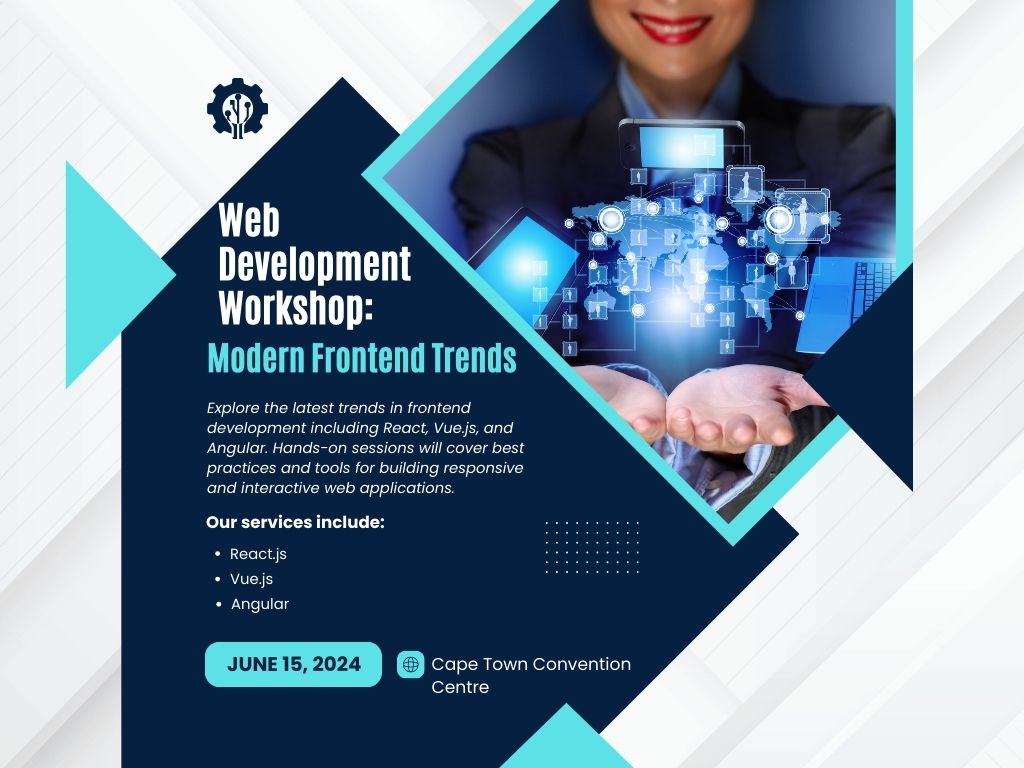 Web
Development
Workshop:
Modern Frontend Trends
Explore the latest trends in frontend
development including React, Vue.js, and
Angular. Hands-on sessions will cover best
practices and tools for building responsive
and interactive web applications.
Our services include:
• React.js
• Vue.js
• Angular
JUNE 15, 2024
Cape Town Convention
Centre